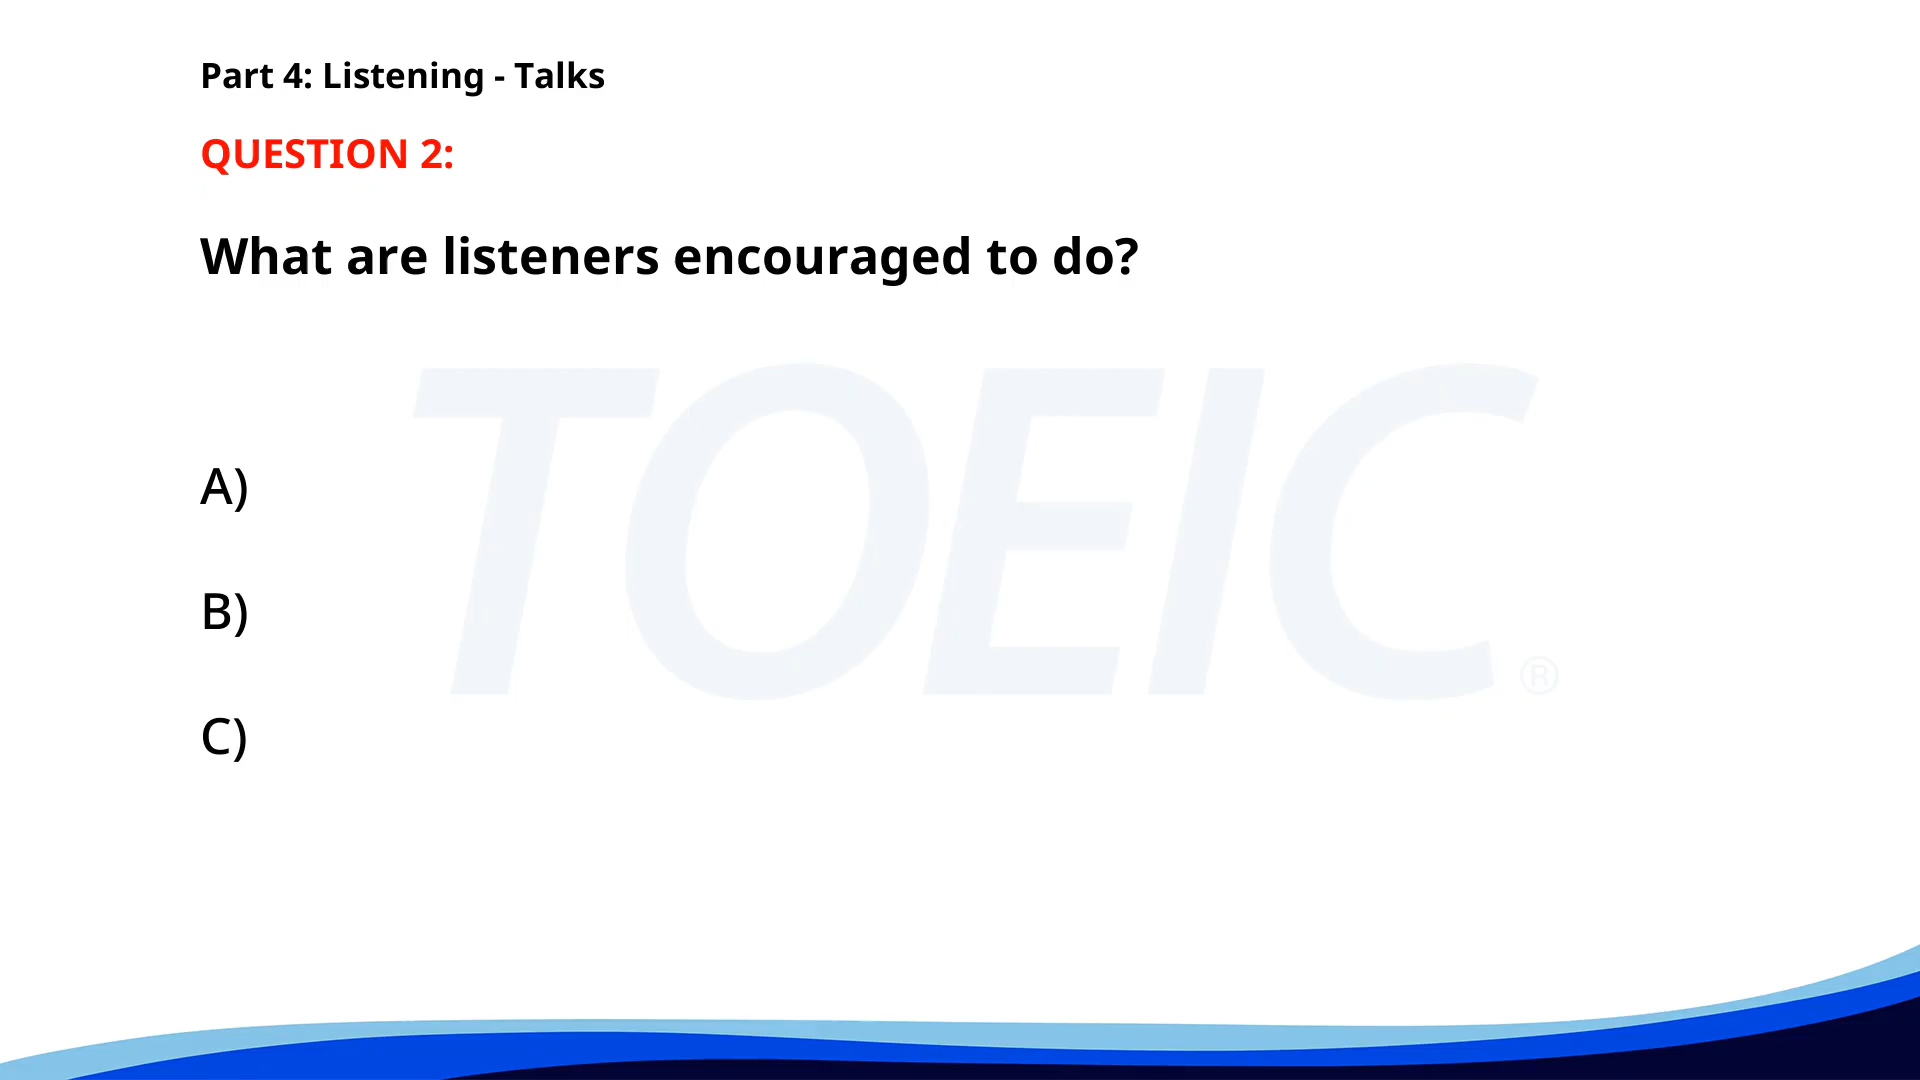 Part 4: Listening - Talks
QUESTION 2:
What are listeners encouraged to do?
TOEIC®
A)
B)
C)